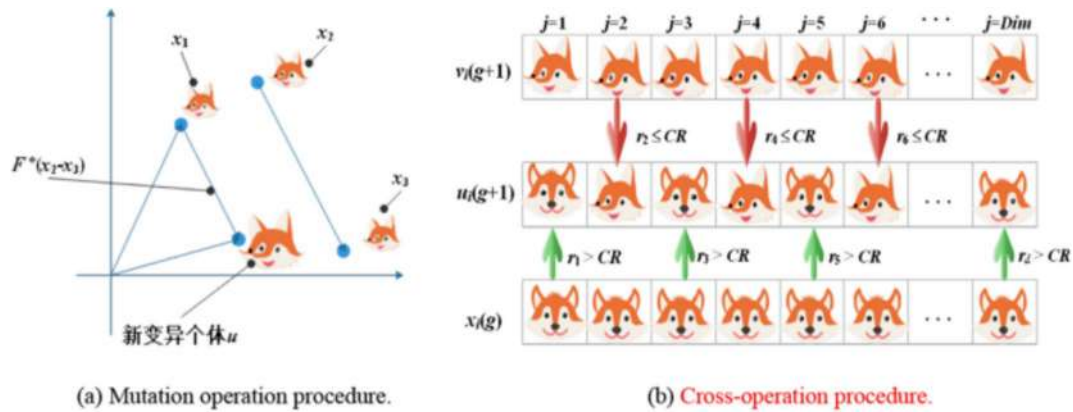 x1
x2
F*(x2-x3)
x3
新变异个体u
(a) Mutation operation procedure.
j=1 j=2 j=3 j=4 j=5 j=6 ··· j=Dim
vi(g+1) ···
r2 ≤ CR r4 ≤ CR r6 ≤ CR
ui(g+1) ···
r1 > CR r3 > CR r5 > CR r4 > CR
xi(g) ···
(b) Cross-operation procedure.